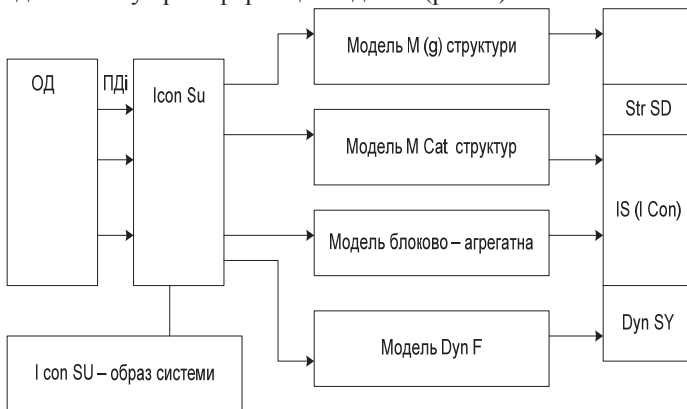 ОД
ПДі
Icon Su
Модель M (g) структури
Str SD
Модель M Cat структур
IS (I Con)
Модель блоково – агрегатна
Dyn SY
Модель Dyn F
I con SU – образ системи